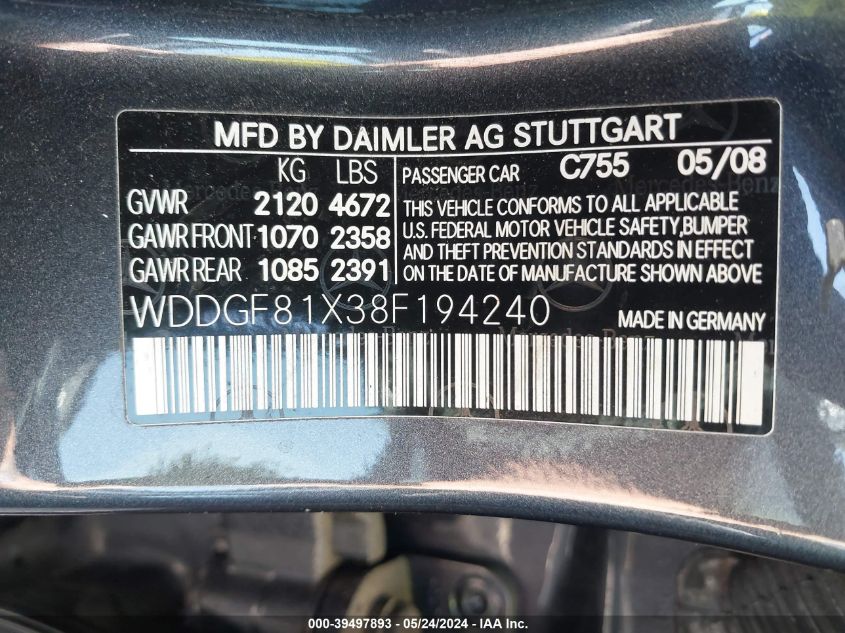 MFD BY DAIMLER AG STUTTGART
KG LBS
GVWR 2120 4672
GAWR FRONT 1070 2358
GAWR REAR 1085 2391
PASSENGER CAR C755 05/08
THIS VEHICLE CONFORMS TO ALL APPLICABLE
U.S. FEDERAL MOTOR VEHICLE SAFETY,BUMPER
AND THEFT PREVENTION STANDARDS IN EFFECT
ON THE DATE OF MANUFACTURE SHOWN ABOVE
WDDGF81X38F194240
MADE IN GERMANY
Mercedes-Benz
000-39497893 - 05/24/2024 - IAA Inc.